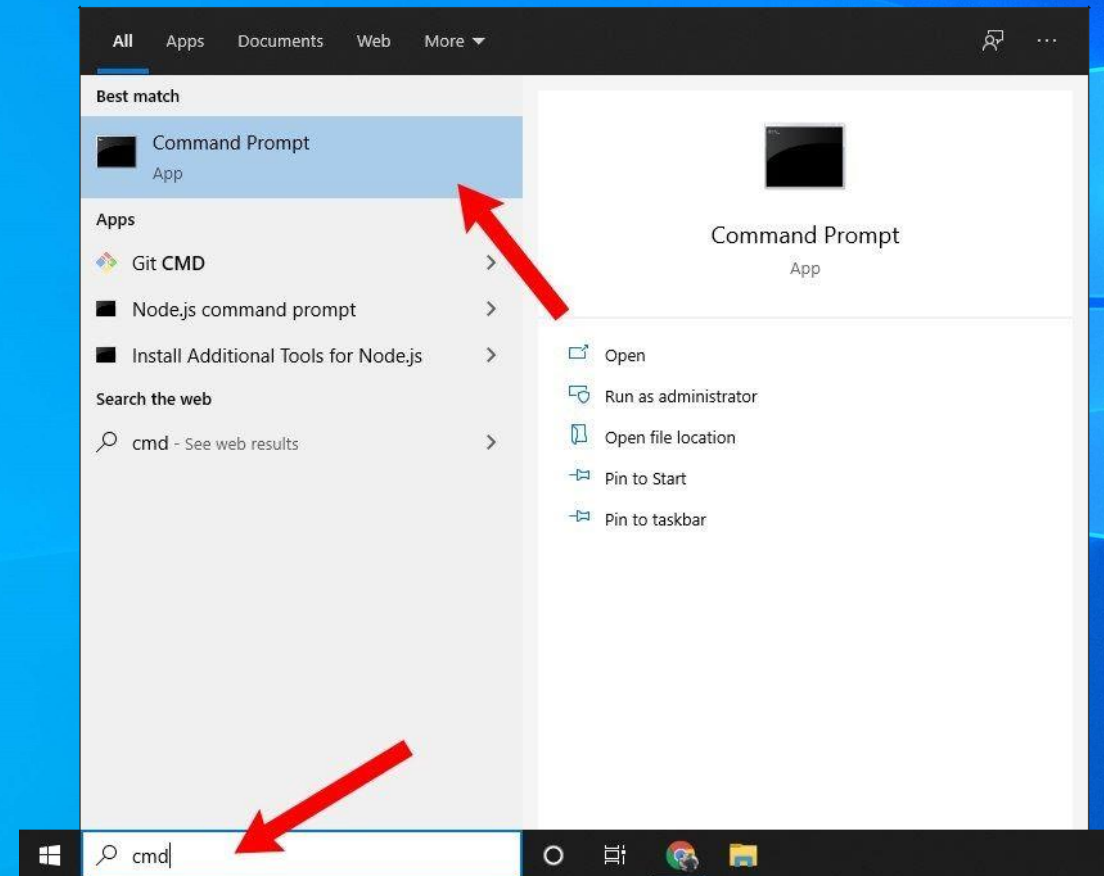 All Apps Documents Web More
Best match
Command Prompt
App
Apps
Git CMD
Node.js command prompt
Install Additional Tools for Node.js
Search the web
cmd - See web results
Command Prompt
App
Open
Run as administrator
Open file location
Pin to Start
Pin to taskbar
cmd